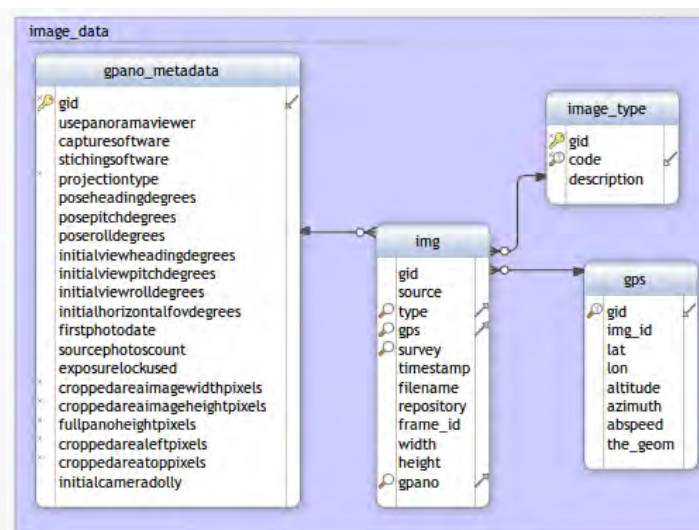 image_data
gpano_metadata
gid
usepanoramaviewer
capturesoftware
stichingsoftware
projectiontype
poseheadingdegrees
posepitchdegrees
poserolldegrees
initialviewheadingdegrees
initialviewpitchdegrees
initialviewrolldegrees
initialhorizontalfovdegrees
firstphotodate
sourcephotoscount
exposurelockused
croppedareaimagewidthpixels
croppedareaimageheightpixels
fullpanoheightpixels
croppedarealeftpixels
croppedareatoppixels
initialcameradolly
img
gid
source
type
gps
survey
timestamp
filename
repository
frame_id
width
height
gpano
image_type
gid
code
description
gps
gid
img_id
lat
lon
altitude
azimuth
abspeed
the_geom